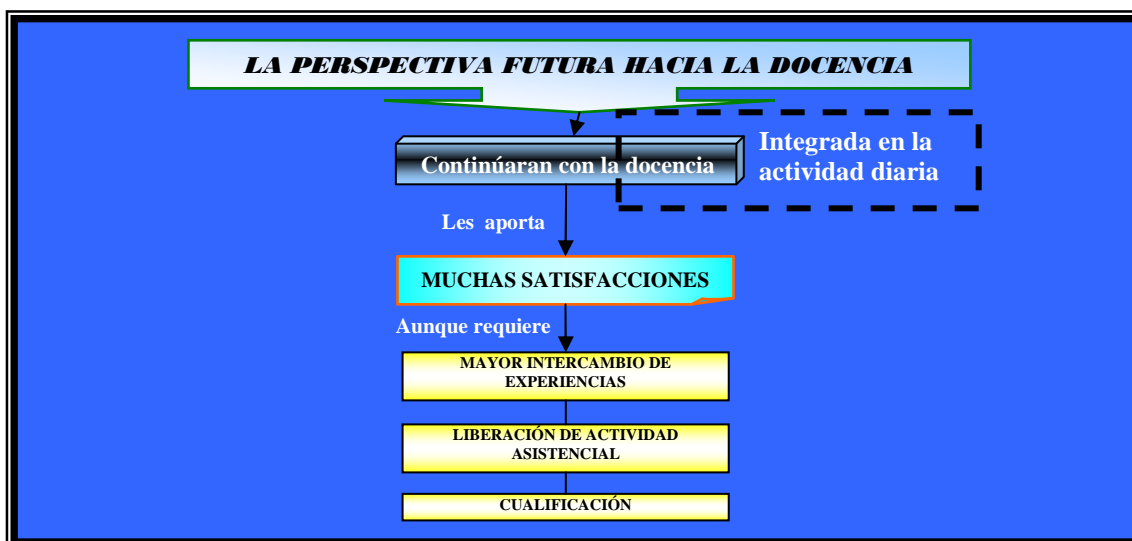 LA PERSPECTIVA FUTURA HACIA LA DOCENCIA
Continúaran con la docencia
Integrada en la
actividad diaria
Les aporta
MUCHAS SATISFACCIONES
Aunque requiere
MAYOR INTERCAMBIO DE
EXPERIENCIAS
LIBERACIÓN DE ACTIVIDAD
ASISTENCIAL
CUALIFICACIÓN